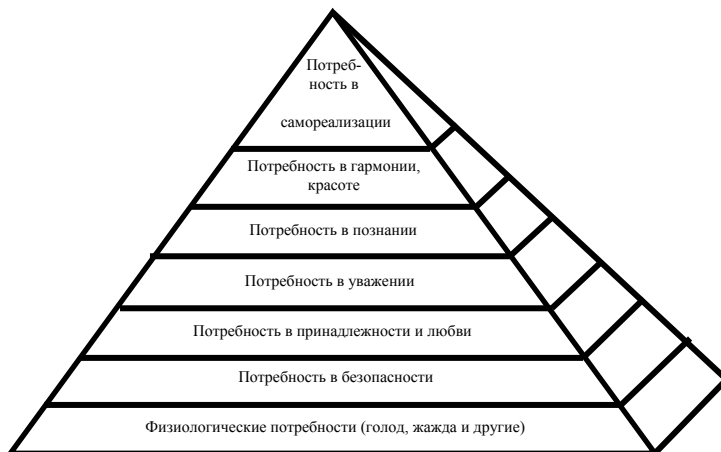 Потреб-
ность в
самореализации
Потребность в гармонии,
красоте
Потребность в познании
Потребность в уважении
Потребность в принадлежности и любви
Потребность в безопасности
Физиологические потребности (голод, жажда и другие)